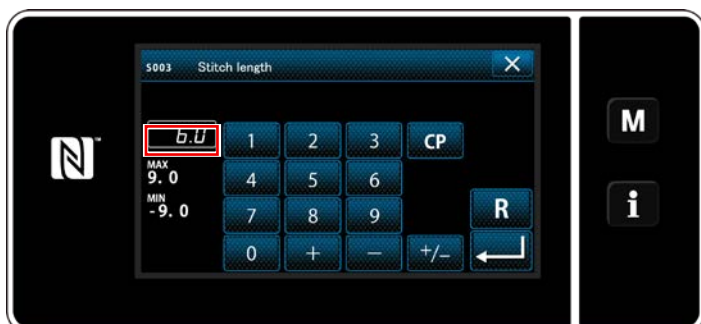 S003 Stitch length
6.0
1 2 3 CP
MAX
9.0
4 5 6
MIN
-9.0
7 8 9 R
0 + − +/−
M
i
N